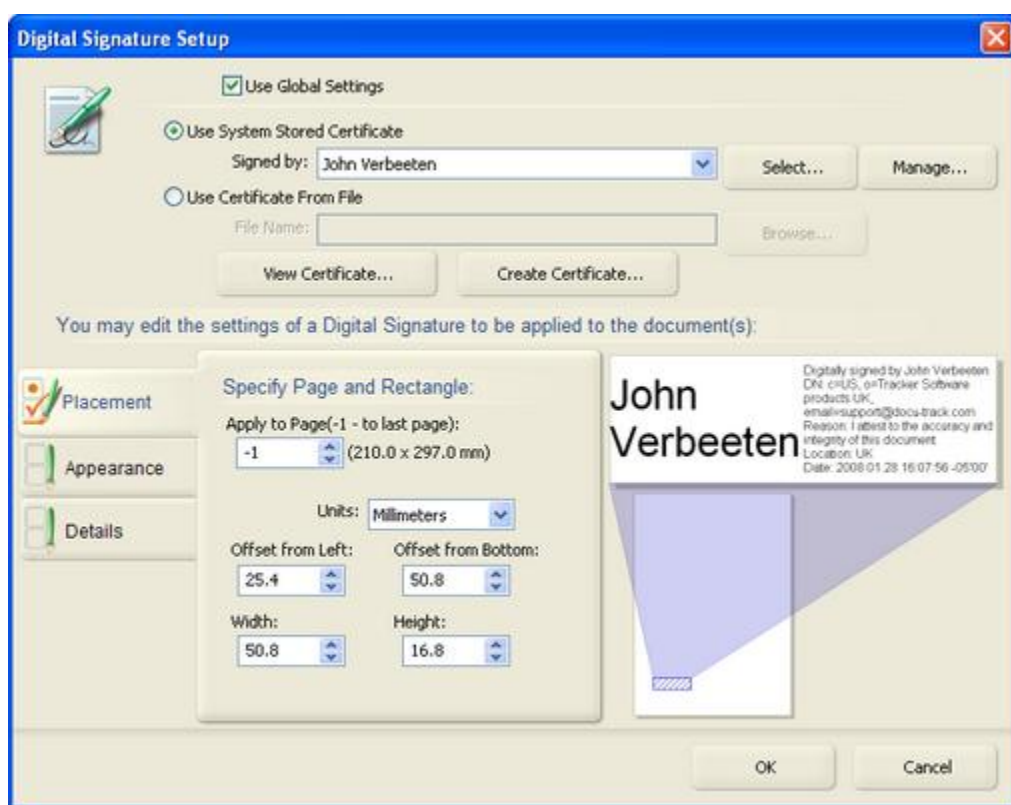 Digital Signature Setup
Use Global Settings
Use System Stored Certificate
Signed by: John Verbeeten Select... Manage...
Use Certificate From File
File Name: Browse...
View Certificate... Create Certificate...
You may edit the settings of a Digital Signature to be applied to the document(s):
Placement
Appearance
Details
Specify Page and Rectangle:
Apply to Page(-1 - to last page):
-1 (210.0 x 297.0 mm)
Units: Millimeters
Offset from Left: Offset from Bottom:
25.4 50.8
Width: Height:
50.8 16.8
John
Verbeeten
Digitally signed by John Verbeeten
DN: c=US, o=Tracker Software
products UK,
email=support@docu-track.com
Reason: I attest to the accuracy and
integrity of this document
Location: UK
Date: 2008.01.28 16:07:56 -05'00'
OK Cancel